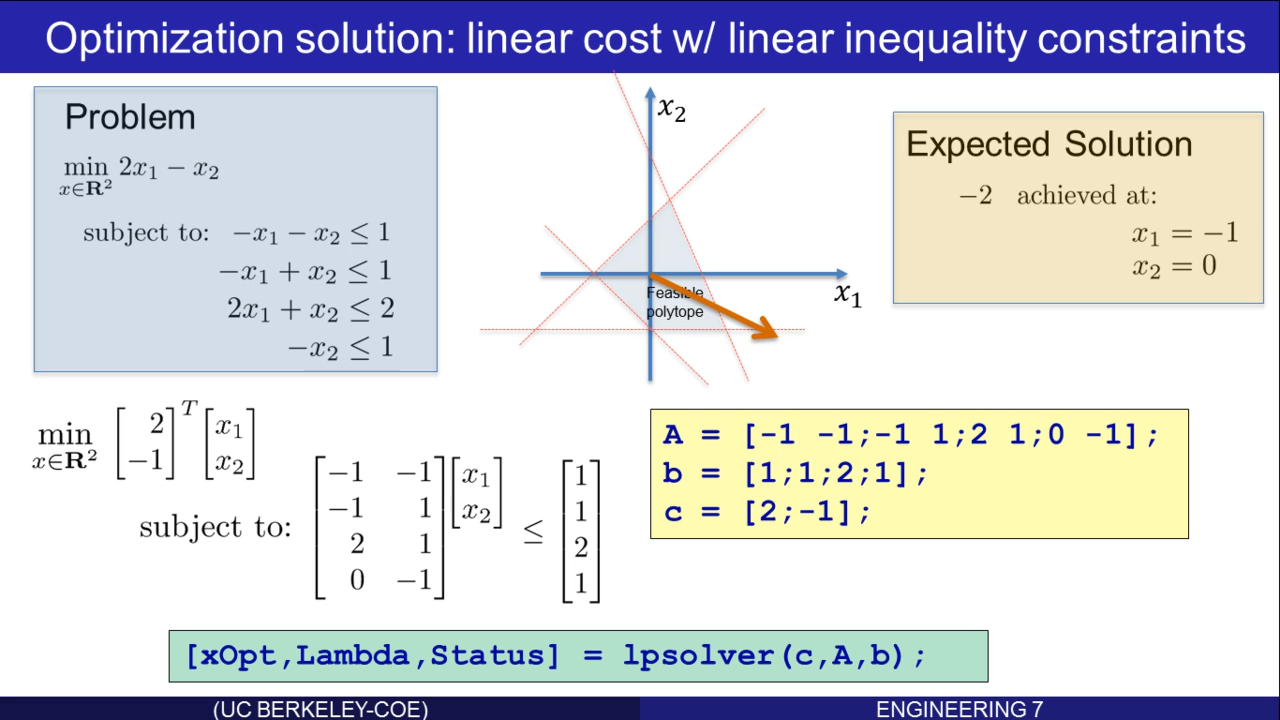 Optimization solution: linear cost w/ linear inequality constraints
Problem
min 2x₁ − x₂
x∈R²
subject to: −x₁ − x₂ ≤ 1
−x₁ + x₂ ≤ 1
2x₁ + x₂ ≤ 2
−x₂ ≤ 1
x₂
x₁
Feasible
polytope
Expected Solution
−2 achieved at:
x₁ = −1
x₂ = 0
min [2; −1]ᵀ [x₁; x₂]
x∈R²
subject to: [−1 −1; −1 1; 2 1; 0 −1] [x₁; x₂] ≤ [1; 1; 2; 1]
A = [-1 -1;-1 1;2 1;0 -1];
b = [1;1;2;1];
c = [2;-1];
[xOpt,Lambda,Status] = lpsolver(c,A,b);
(UC BERKELEY-COE)
ENGINEERING 7